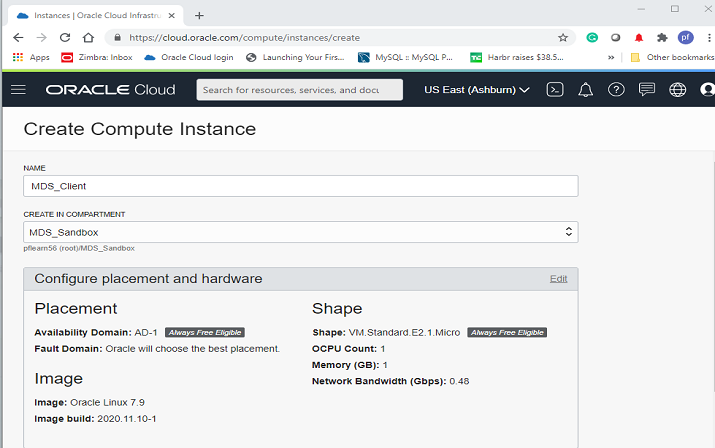 Instances | Oracle Cloud Infrastru
https://cloud.oracle.com/compute/instances/create
pf
Apps Zimbra: Inbox Oracle Cloud login Launching Your Firs... MySQL :: MySQL P... Harbr raises $38.5... » Other bookmarks
ORACLE Cloud Search for resources, services, and docu US East (Ashburn)
Create Compute Instance
NAME
MDS_Client
CREATE IN COMPARTMENT
MDS_Sandbox
pflearn56 (root)/MDS_Sandbox
Configure placement and hardware Edit
Placement
Availability Domain: AD-1 Always Free Eligible
Fault Domain: Oracle will choose the best placement.
Image
Image: Oracle Linux 7.9
Image build: 2020.11.10-1
Shape
Shape: VM.Standard.E2.1.Micro Always Free Eligible
OCPU Count: 1
Memory (GB): 1
Network Bandwidth (Gbps): 0.48